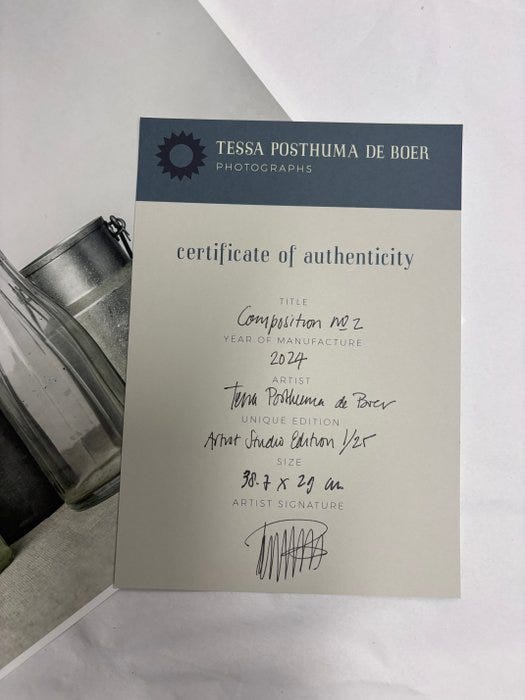 TESSA POSTHUMA DE BOER
PHOTOGRAPHS
certificate of authenticity
TITLE
Composition no 2
YEAR OF MANUFACTURE
2024
ARTIST
Tessa Posthuma de Boer
UNIQUE EDITION
Artist Studio Edition 1/25
SIZE
38.7 x 29 cm
ARTIST SIGNATURE